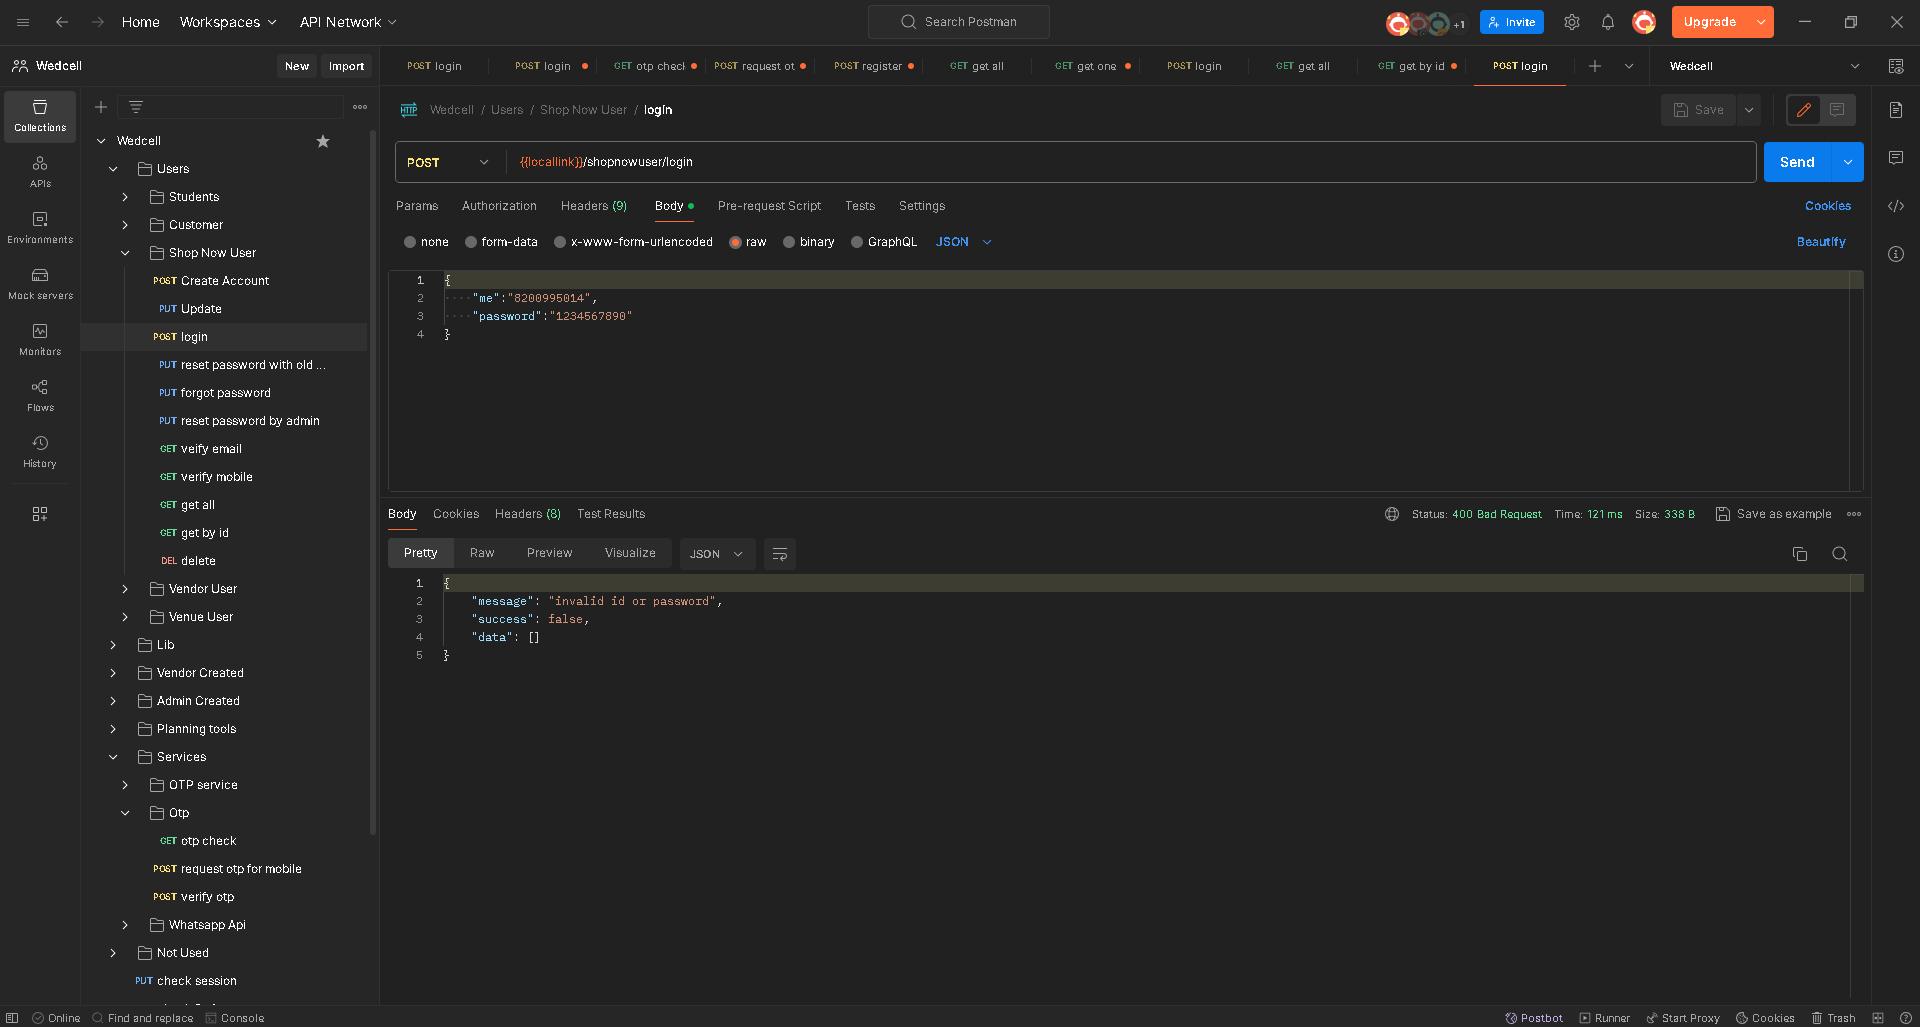 Home Workspaces API Network Search Postman +1 Invite Upgrade
Wedcell New Import
POST login POST login GET otp check POST request ot POST register GET get all GET get one POST login GET get all GET get by id POST login Wedcell
Collections
APIs
Environments
Mock servers
Monitors
Flows
History
Wedcell
Users
Students
Customer
Shop Now User
POST Create Account
PUT Update
POST login
PUT reset password with old ...
PUT forgot password
PUT reset password by admin
GET veify email
GET verify mobile
GET get all
GET get by id
DEL delete
Vendor User
Venue User
Lib
Vendor Created
Admin Created
Planning tools
Services
OTP service
Otp
GET otp check
POST request otp for mobile
POST verify otp
Whatsapp Api
Not Used
PUT check session
HTTP Wedcell / Users / Shop Now User / login Save
POST {{locallink}}/shopnowuser/login Send
Params Authorization Headers (9) Body Pre-request Script Tests Settings Cookies
none form-data x-www-form-urlencoded raw binary GraphQL JSON Beautify
1 {
2 ····"me":"8200995014",
3 ····"password":"1234567890"
4 }
Body Cookies Headers (8) Test Results Status: 400 Bad Request Time: 121 ms Size: 338 B Save as example
Pretty Raw Preview Visualize JSON
1 {
2 "message": "invalid id or password",
3 "success": false,
4 "data": []
5 }
Online Find and replace Console Postbot Runner Start Proxy Cookies Trash